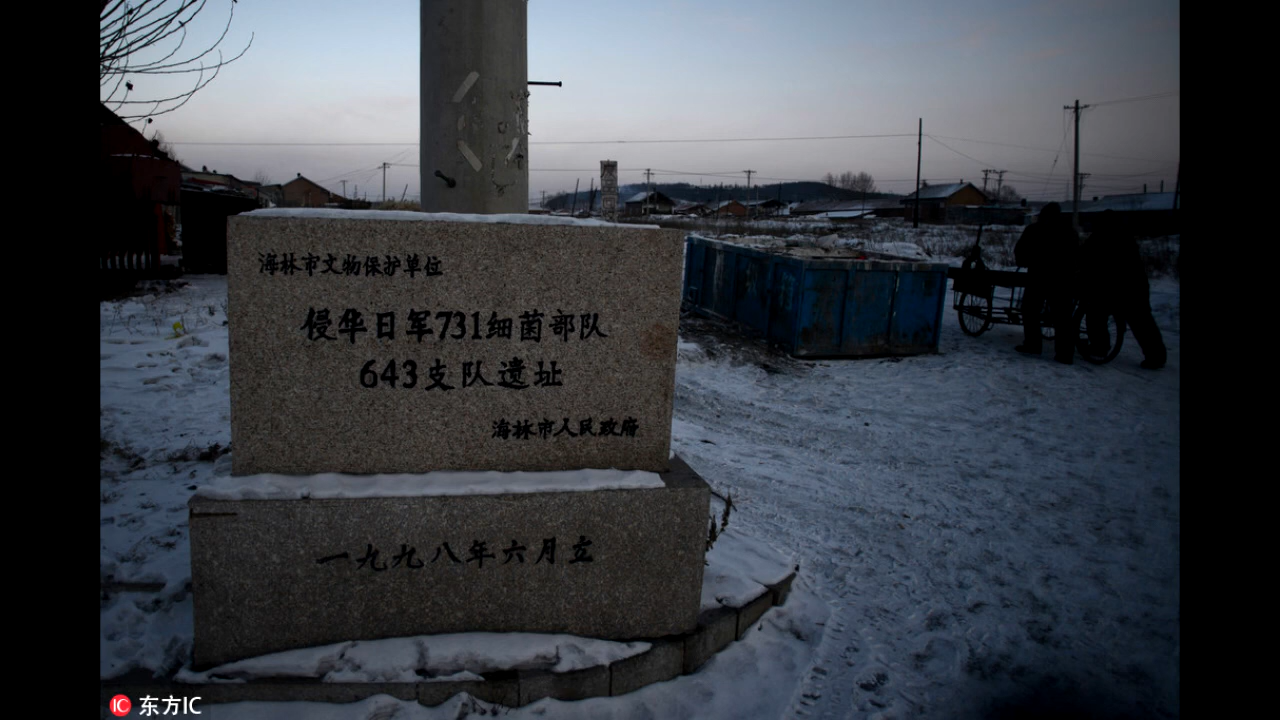 海林市文物保护单位
侵华日军731细菌部队
643支队遗址
海林市人民政府
一九九八年六月立
IC 东方IC